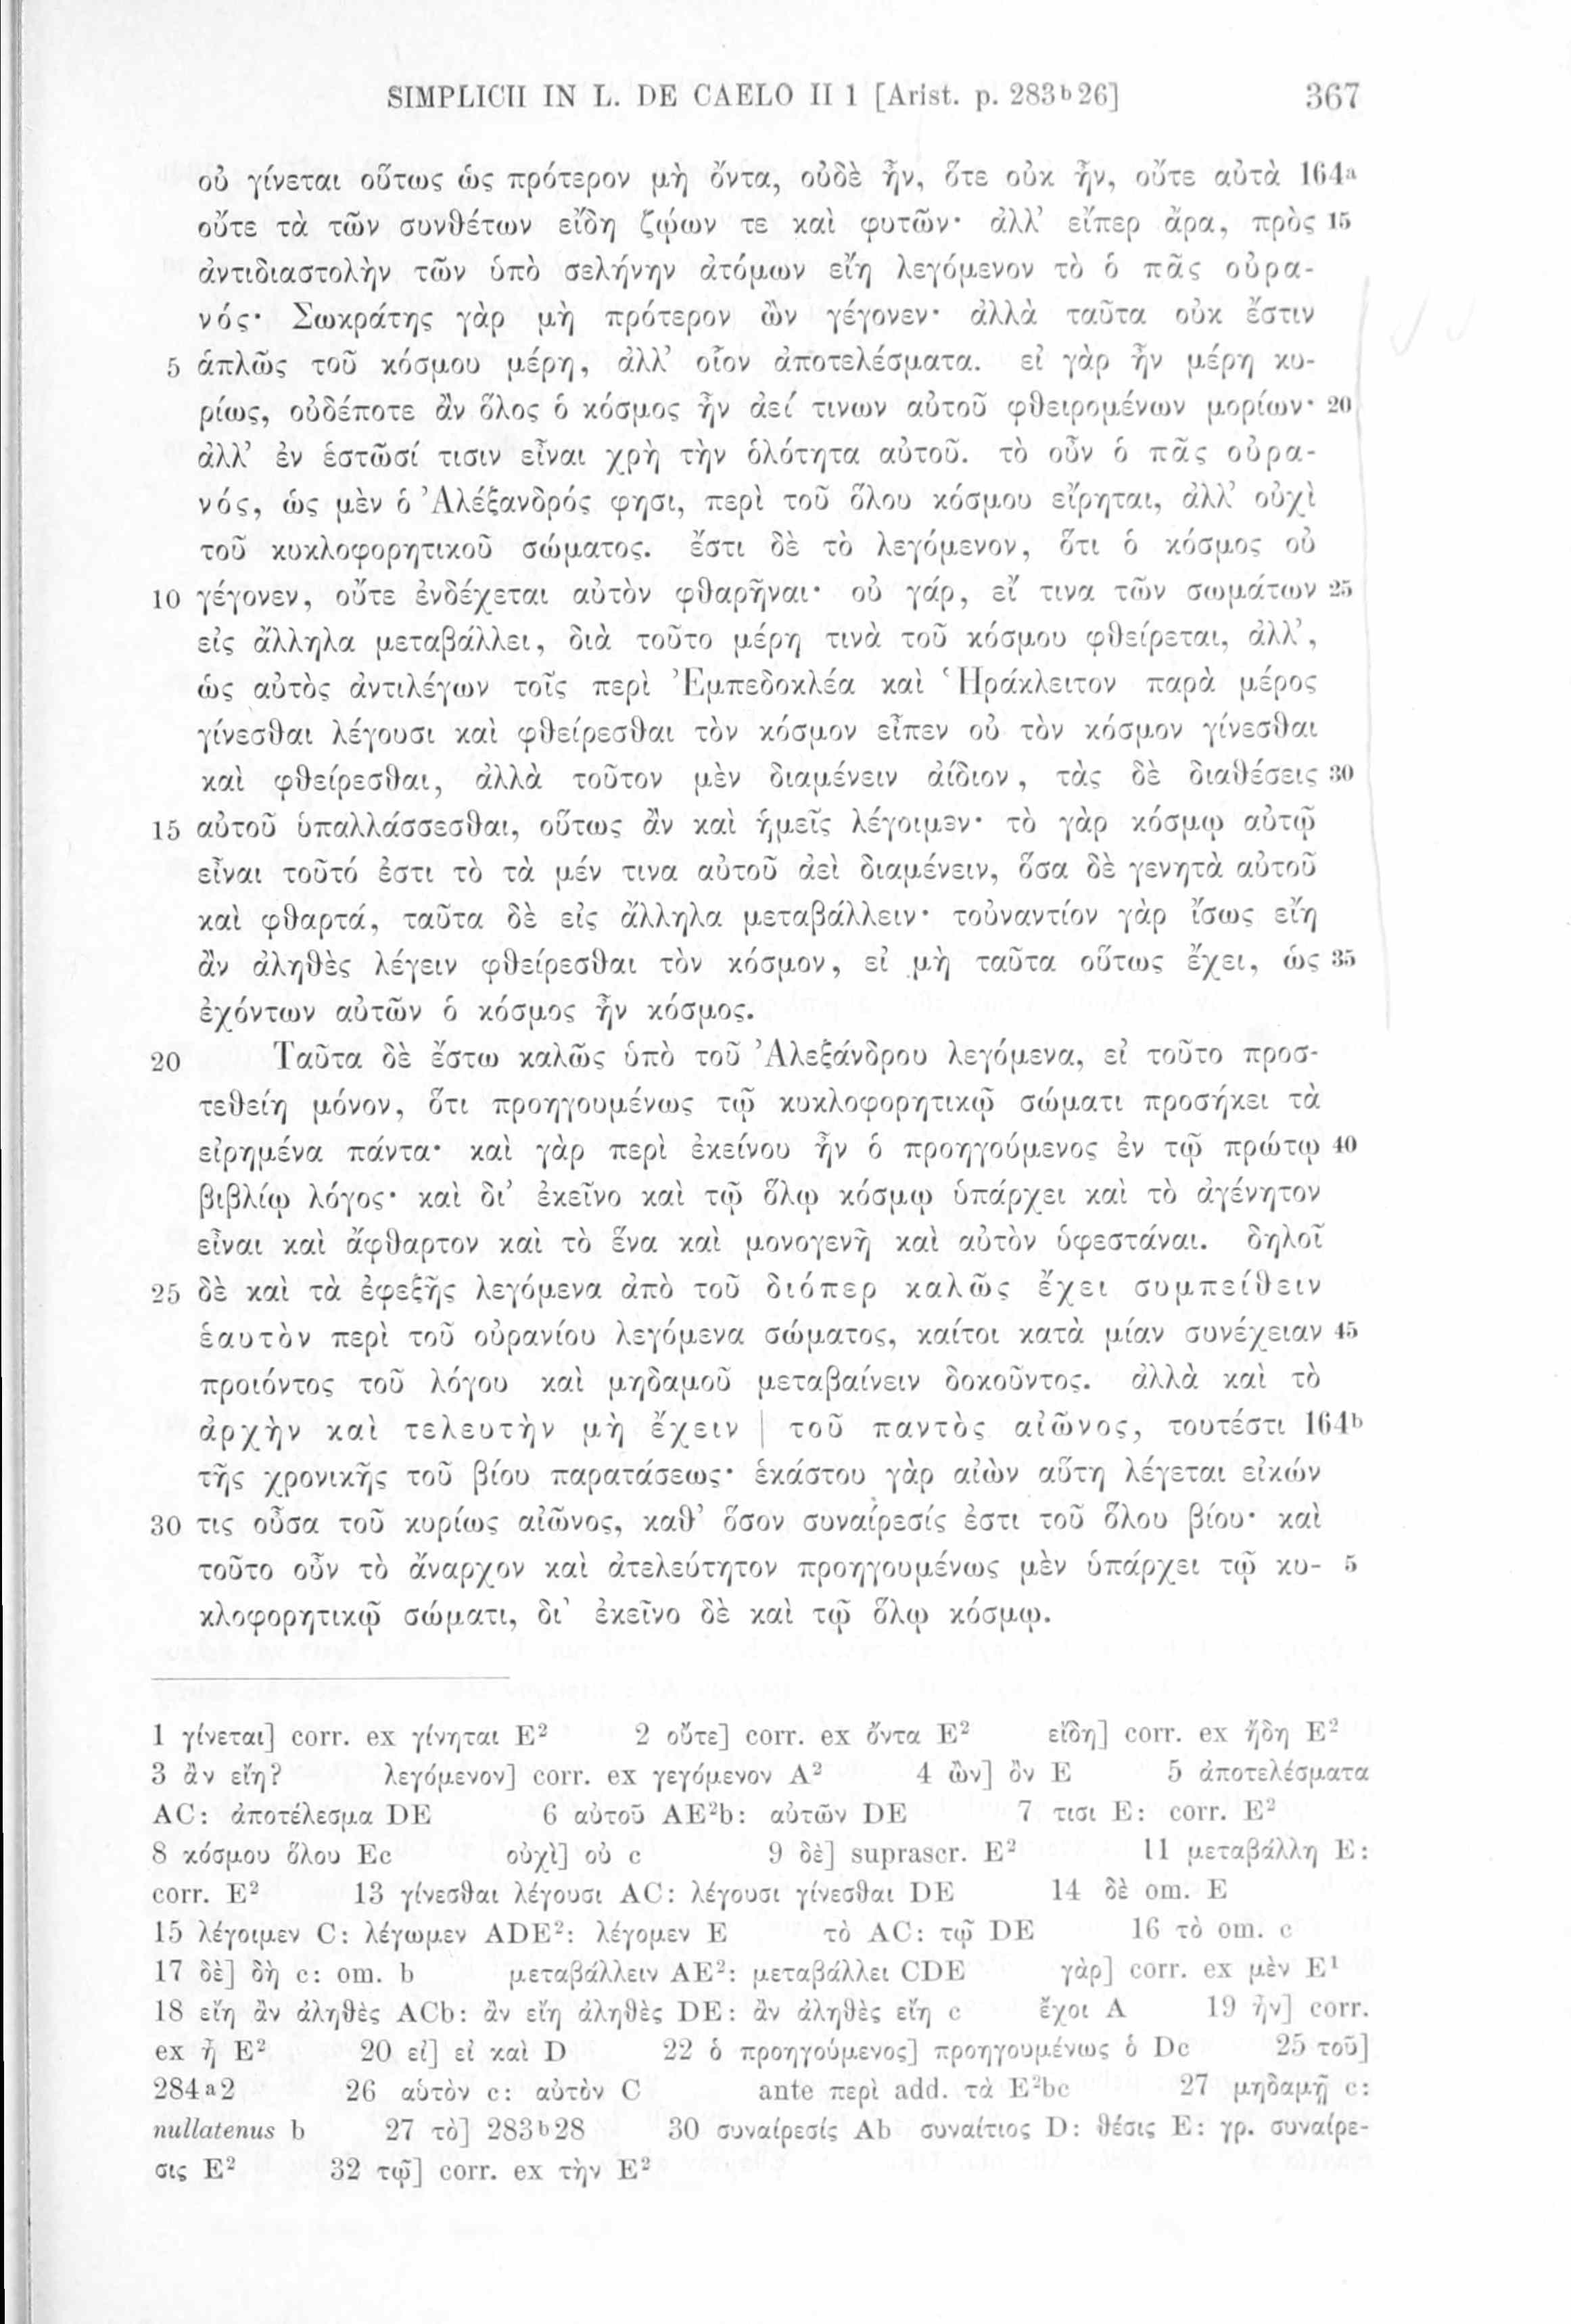 SIMPLICII IN L. DE CAELO II 1 [Arist. p. 283ᵇ26] 367
οὐ γίνεται οὕτως ὡς πρότερον μὴ ὄντα, οὐδὲ ἦν, ὅτε οὐκ ἦν, οὔτε αὐτὰ 164ᵃ
οὔτε τὰ τῶν συνθέτων εἴδη ζῴων τε καὶ φυτῶν· ἀλλ’ εἴπερ ἄρα, πρὸς 15
ἀντιδιαστολὴν τῶν ὑπὸ σελήνην ἀτόμων εἴη λεγόμενον τὸ ὁ πᾶς οὐρα-
νός· Σωκράτης γὰρ μὴ πρότερον ὢν γέγονεν· ἀλλὰ ταῦτα οὐκ ἔστιν
5 ἁπλῶς τοῦ κόσμου μέρη, ἀλλ’ οἷον ἀποτελέσματα. εἰ γὰρ ἦν μέρη κυ-
ρίως, οὐδέποτε ἂν ὅλος ὁ κόσμος ἦν ἀεί τινων αὐτοῦ φθειρομένων μορίων· 20
ἀλλ’ ἐν ἑστῶσί τισιν εἶναι χρὴ τὴν ὁλότητα αὐτοῦ. τὸ οὖν ὁ πᾶς οὐρα-
νός, ὡς μὲν ὁ Ἀλέξανδρός φησι, περὶ τοῦ ὅλου κόσμου εἴρηται, ἀλλ’ οὐχὶ
τοῦ κυκλοφορητικοῦ σώματος. ἔστι δὲ τὸ λεγόμενον, ὅτι ὁ κόσμος οὐ
10 γέγονεν, οὔτε ἐνδέχεται αὐτὸν φθαρῆναι· οὐ γάρ, εἴ τινα τῶν σωμάτων 25
εἰς ἄλληλα μεταβάλλει, διὰ τοῦτο μέρη τινὰ τοῦ κόσμου φθείρεται, ἀλλ’,
ὡς αὐτὸς ἀντιλέγων τοῖς περὶ Ἐμπεδοκλέα καὶ Ἡράκλειτον παρὰ μέρος
γίνεσθαι λέγουσι καὶ φθείρεσθαι τὸν κόσμον εἶπεν οὐ τὸν κόσμον γίνεσθαι
καὶ φθείρεσθαι, ἀλλὰ τοῦτον μὲν διαμένειν ἀίδιον, τὰς δὲ διαθέσεις 30
15 αὐτοῦ ὑπαλλάσσεσθαι, οὕτως ἂν καὶ ἡμεῖς λέγοιμεν· τὸ γὰρ κόσμῳ αὐτῷ
εἶναι τοῦτό ἐστι τὸ τὰ μέν τινα αὐτοῦ ἀεὶ διαμένειν, ὅσα δὲ γενητὰ αὐτοῦ
καὶ φθαρτά, ταῦτα δὲ εἰς ἄλληλα μεταβάλλειν· τοὐναντίον γὰρ ἴσως εἴη
ἂν ἀληθὲς λέγειν φθείρεσθαι τὸν κόσμον, εἰ μὴ ταῦτα οὕτως ἔχει, ὡς 35
ἐχόντων αὐτῶν ὁ κόσμος ἦν κόσμος.
20 Ταῦτα δὲ ἔστω καλῶς ὑπὸ τοῦ Ἀλεξάνδρου λεγόμενα, εἰ τοῦτο προσ-
τεθείη μόνον, ὅτι προηγουμένως τῷ κυκλοφορητικῷ σώματι προσήκει τὰ
εἰρημένα πάντα· καὶ γὰρ περὶ ἐκείνου ἦν ὁ προηγούμενος ἐν τῷ πρώτῳ 40
βιβλίῳ λόγος· καὶ δι’ ἐκεῖνο καὶ τῷ ὅλῳ κόσμῳ ὑπάρχει καὶ τὸ ἀγένητον
εἶναι καὶ ἄφθαρτον καὶ τὸ ἕνα καὶ μονογενῆ καὶ αὐτὸν ὑφεστάναι. δηλοῖ
25 δὲ καὶ τὰ ἐφεξῆς λεγόμενα ἀπὸ τοῦ διόπερ καλῶς ἔχει συμπείθειν
ἑαυτὸν περὶ τοῦ οὐρανίου λεγόμενα σώματος, καίτοι κατὰ μίαν συνέχειαν 45
προιόντος τοῦ λόγου καὶ μηδαμοῦ μεταβαίνειν δοκοῦντος. ἀλλὰ καὶ τὸ
ἀρχὴν καὶ τελευτὴν μὴ ἔχειν | τοῦ παντὸς αἰῶνος, τουτέστι 164ᵇ
τῆς χρονικῆς τοῦ βίου παρατάσεως· ἑκάστου γὰρ αἰὼν αὕτη λέγεται εἰκών
30 τις οὖσα τοῦ κυρίως αἰῶνος, καθ’ ὅσον συναίρεσίς ἐστι τοῦ ὅλου βίου· καὶ
τοῦτο οὖν τὸ ἄναρχον καὶ ἀτελεύτητον προηγουμένως μὲν ὑπάρχει τῷ κυ- 5
κλοφορητικῷ σώματι, δι’ ἐκεῖνο δὲ καὶ τῷ ὅλῳ κόσμῳ.
1 γίνεται] corr. ex γίνηται E² 2 οὔτε] corr. ex ὄντα E² εἴδη] corr. ex ἤδη E²
3 ἂν εἴη? λεγόμενον] corr. ex γεγόμενον A² 4 ὢν] ὂν E 5 ἀποτελέσματα
AC: ἀποτέλεσμα DE 6 αὐτοῦ AE²b: αὐτῶν DE 7 τισι E: corr. E²
8 κόσμου ὅλου Ec οὐχὶ] οὐ c 9 δὲ] suprascr. E² 11 μεταβάλλη E:
corr. E² 13 γίνεσθαι λέγουσι AC: λέγουσι γίνεσθαι DE 14 δὲ om. E
15 λέγοιμεν C: λέγωμεν ADE²: λέγομεν E τὸ AC: τῷ DE 16 τὸ om. c
17 δὲ] δὴ c: om. b μεταβάλλειν AE²: μεταβάλλει CDE γὰρ] corr. ex μὲν E¹
18 εἴη ἂν ἀληθὲς ACb: ἂν εἴη ἀληθὲς DE: ἂν ἀληθὲς εἴη c ἔχοι A 19 ἦν] corr.
ex ἢ E² 20 εἰ] εἰ καὶ D 22 ὁ προηγούμενος] προηγουμένως ὁ Dc 25 τοῦ]
284ᵃ2 26 αὑτὸν c: αὐτὸν C ante περὶ add. τὰ E²bc 27 μηδαμῇ c:
nullatenus b 27 τὸ] 283ᵇ28 30 συναίρεσίς Ab συναίτιος D: θέσις E: γρ. συναίρε-
σις E² 32 τῷ] corr. ex τὴν E²